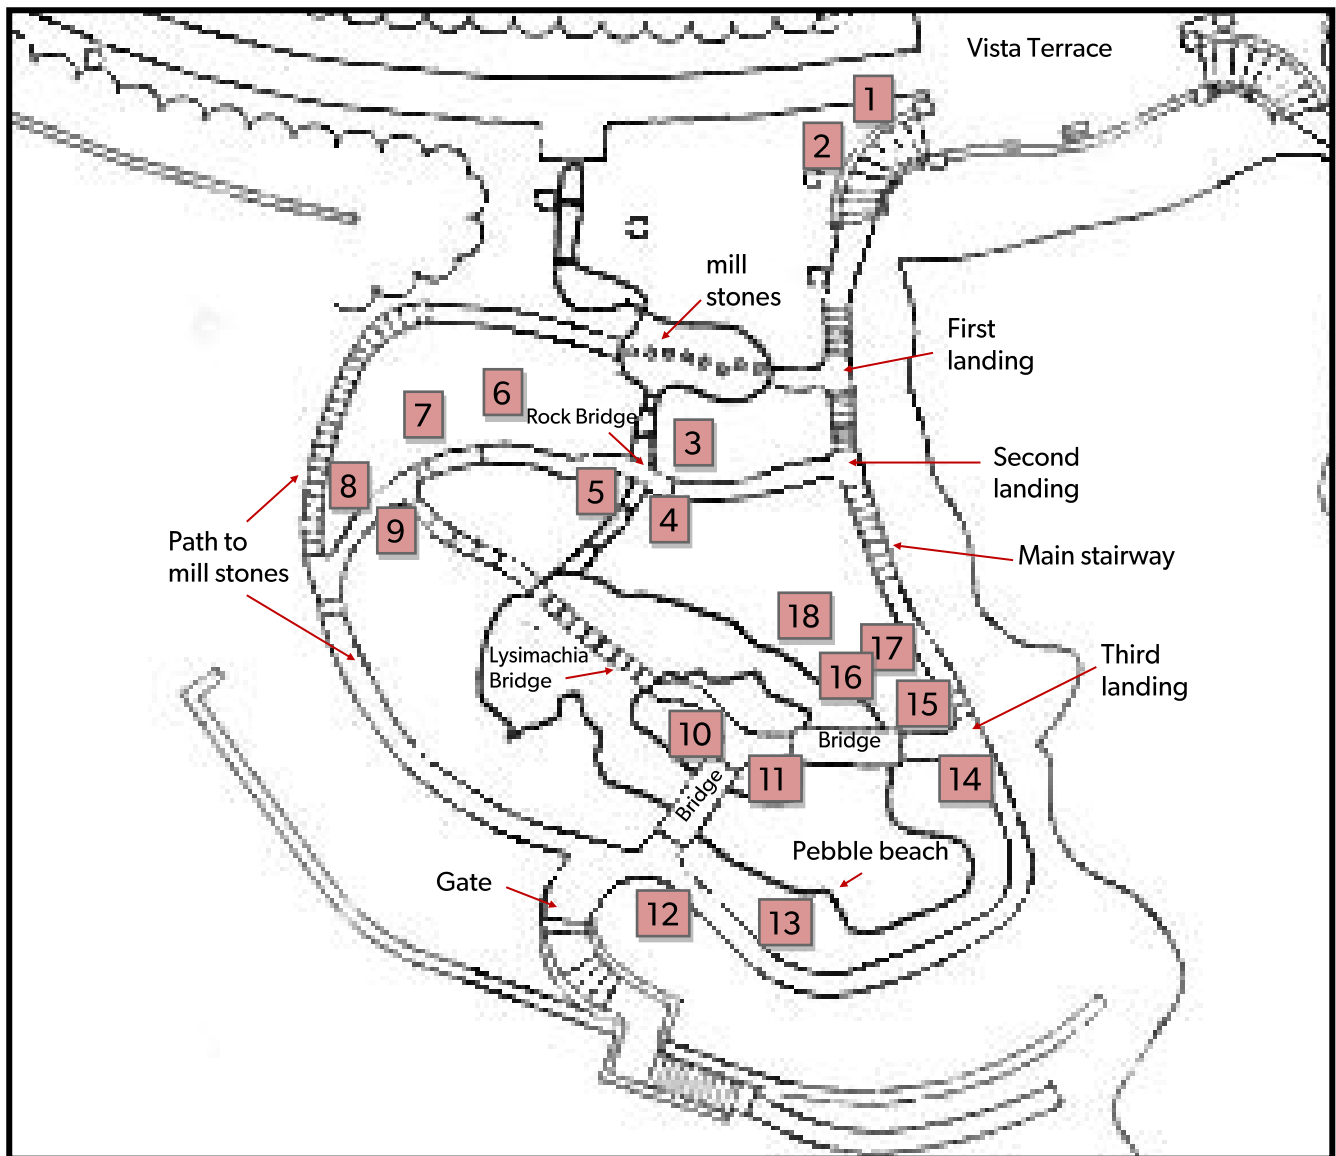 Vista Terrace
1
2
mill
stones
First
landing
6
7
Rock Bridge
3
Second
landing
8
5
4
9
Path to
mill stones
Main stairway
18
17
Lysimachia
Bridge
16
Third
landing
15
10
Bridge
11
14
Bridge
Pebble beach
Gate
12
13